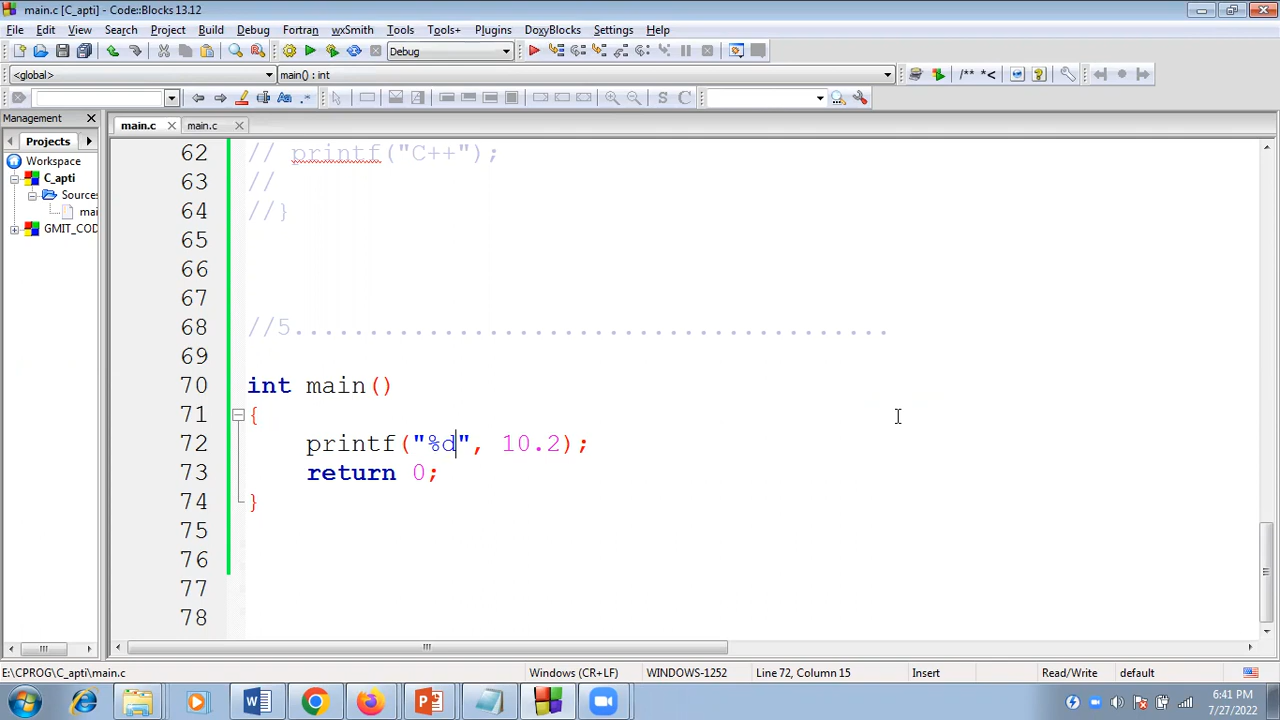 main.c [C_apti] - Code::Blocks 13.12
File Edit View Search Project Build Debug Fortran wxSmith Tools Tools+ Plugins DoxyBlocks Settings Help
Debug
<global> main() : int /** *<
Management
Projects
main.c main.c
Workspace
C_apti
Sources
mai
GMIT_COD
62 // printf("C++");
63 //
64 //}
65
66
67
68 //5........................................
69
70 int main()
71 {
72 printf("%d", 10.2);
73 return 0;
74 }
75
76
77
78
E:\CPROG\C_apti\main.c Windows (CR+LF) WINDOWS-1252 Line 72, Column 15 Insert Read/Write default
6:41 PM
7/27/2022